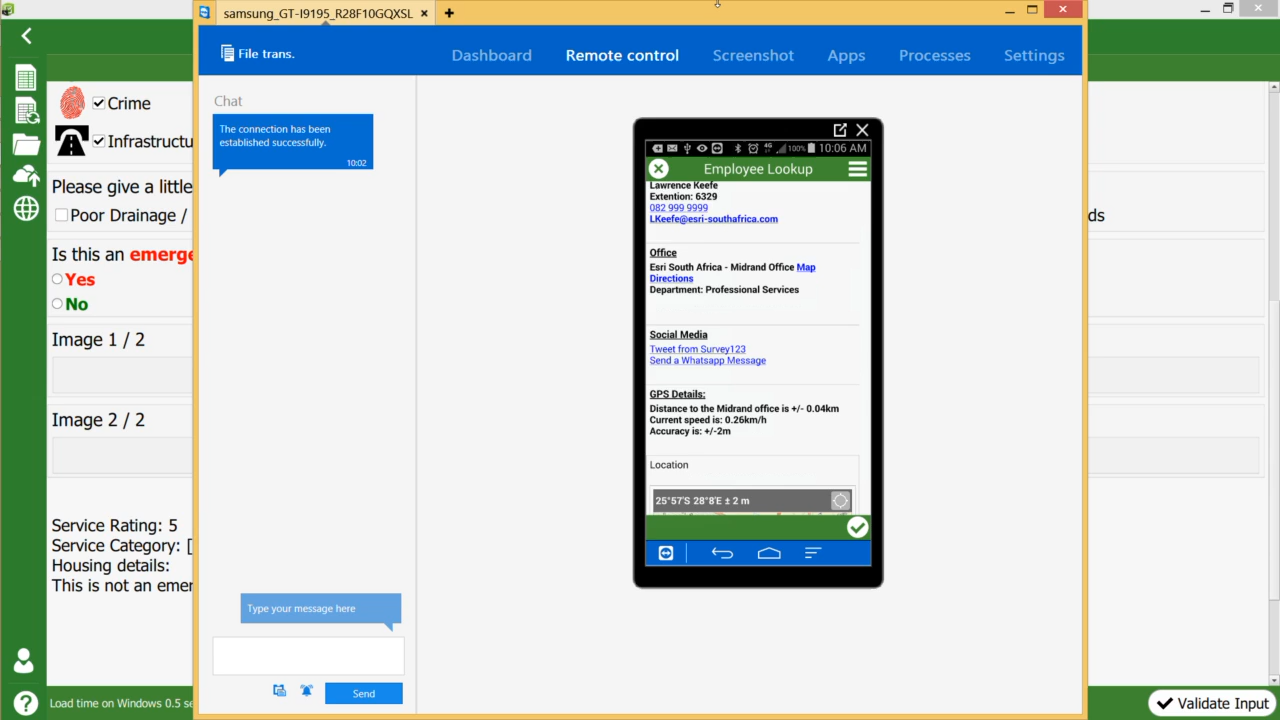 samsung_GT-I9195_R28F10GQXSL
File trans.
Dashboard
Remote control
Screenshot
Apps
Processes
Settings
Chat
The connection has been
established successfully.
10:02
Type your message here
Send
100% 10:06 AM
Employee Lookup
Lawrence Keefe
Extention: 6329
082 999 9999
LKeefe@esri-southafrica.com
Office
Esri South Africa - Midrand Office Map
Directions
Department: Professional Services
Social Media
Tweet from Survey123
Send a Whatsapp Message
GPS Details:
Distance to the Midrand office is +/- 0.04km
Current speed is: 0.26km/h
Accuracy is: +/-2m
Location
25°57'S 28°8'E ± 2 m
Crime
Infrastructu
Please give a little
Poor Drainage /
ds
Is this an emerge
Yes
No
Image 1 / 2
Image 2 / 2
Service Rating: 5
Service Category: [
Housing details:
This is not an emer
Load time on Windows 0.5 se
Validate Input